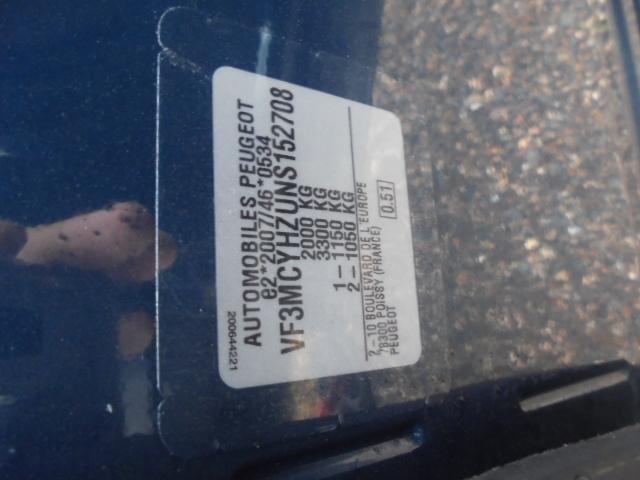 AUTOMOBILES PEUGEOT
e2*2007/46*0534
VF3MCYHZUNS152708
2000 KG
3300 KG
1-1150 KG
2-1050 KG
2-10 BOULEVARD DE L'EUROPE
78300 POISSY (FRANCE)
PEUGEOT
0.51
200644221